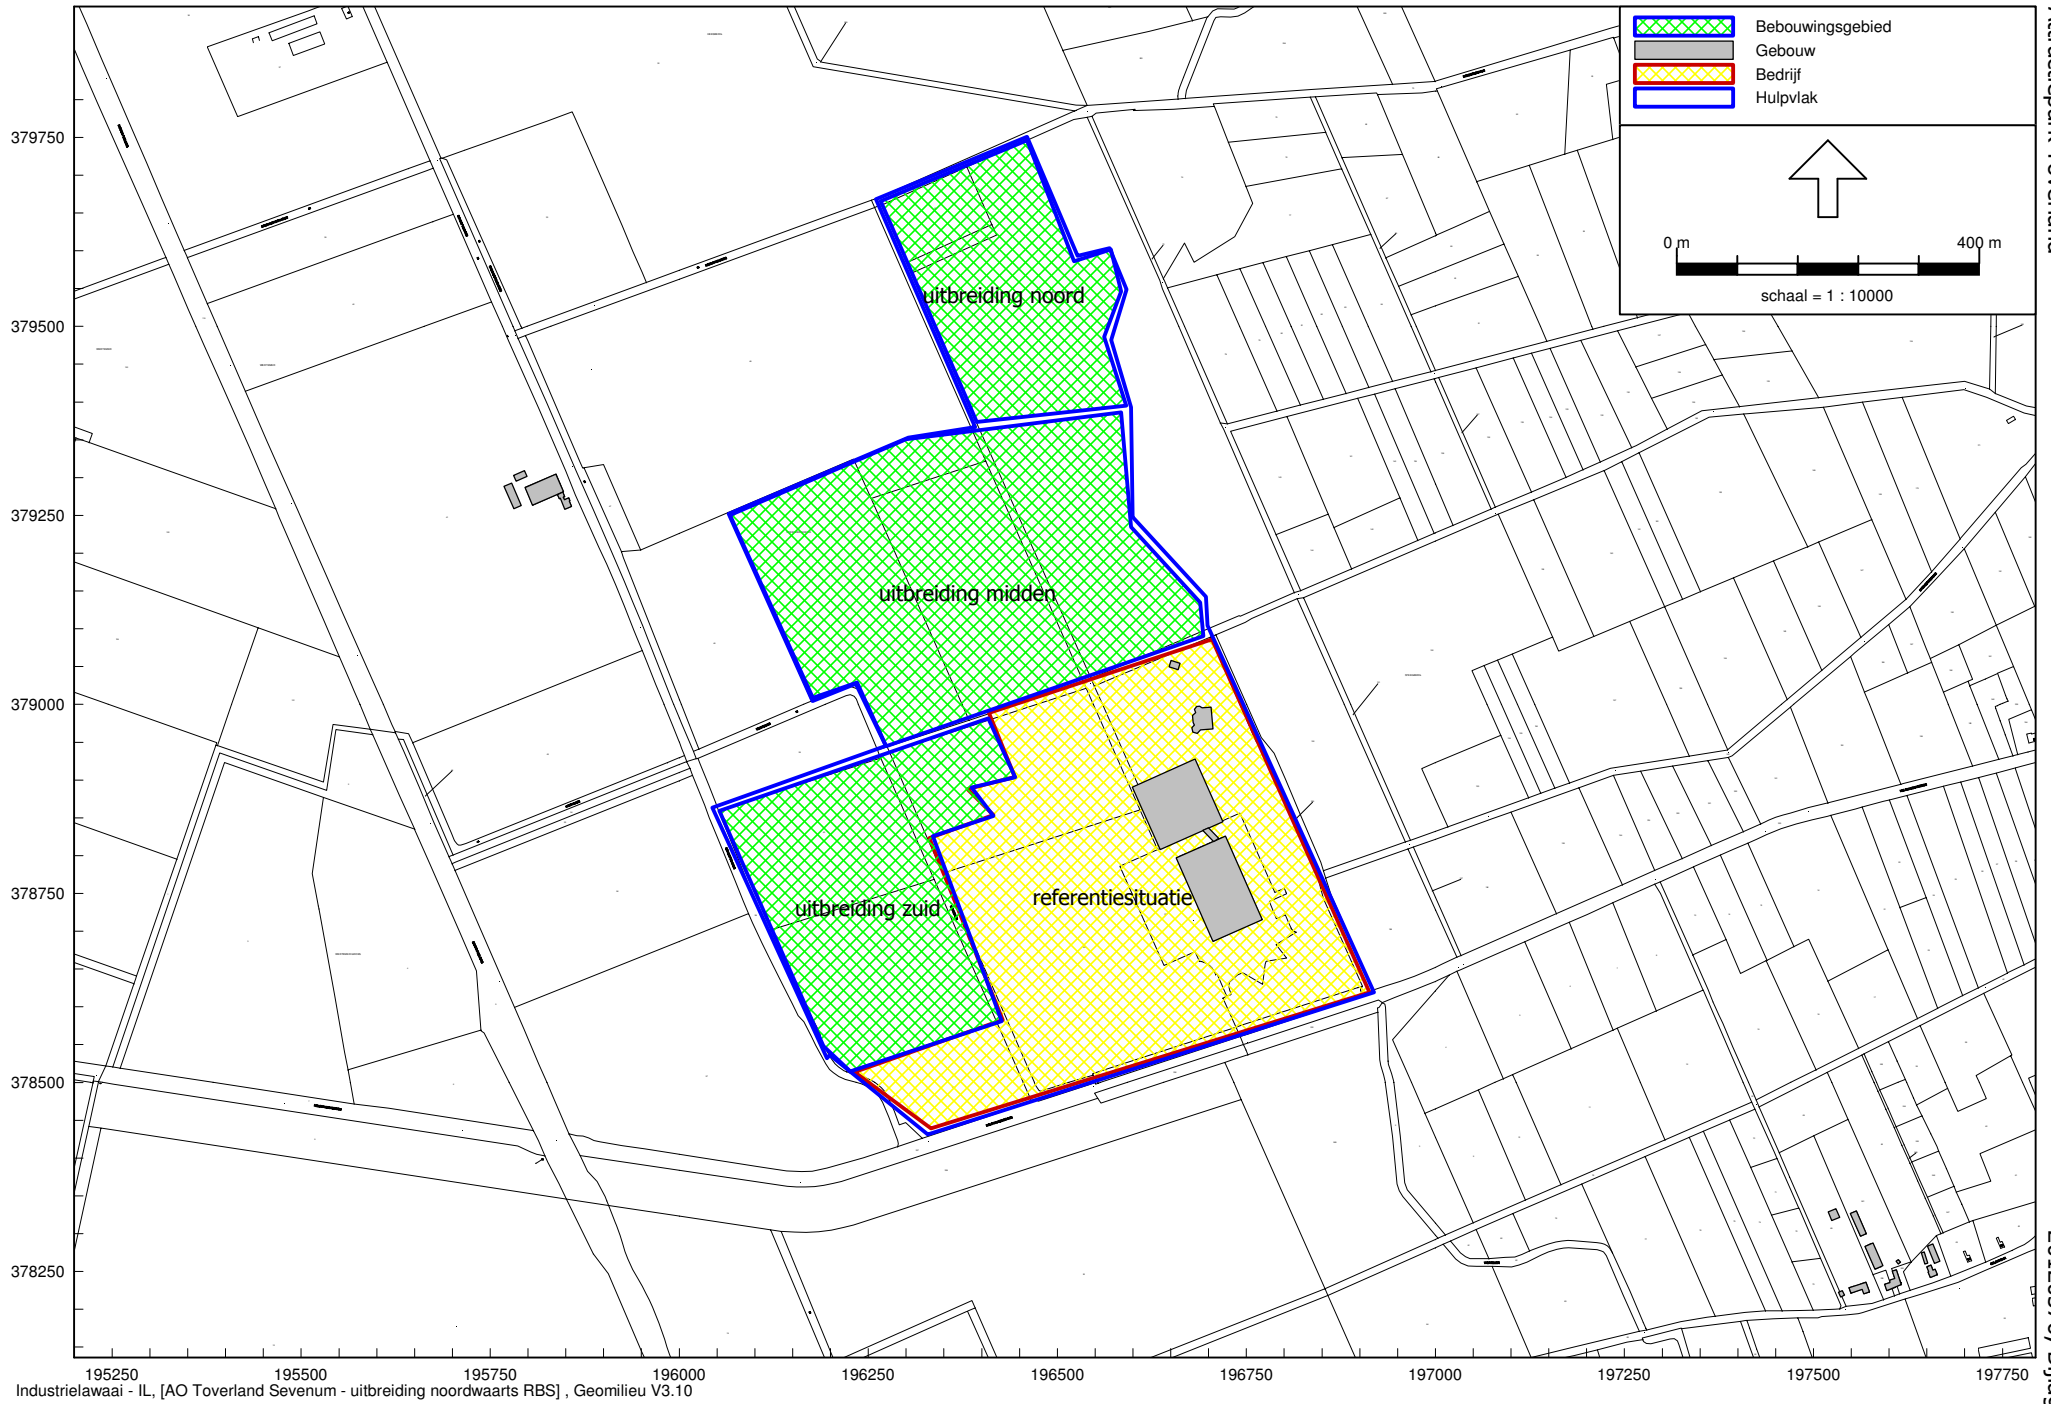 Bebouwingsgebied
Gebouw
Bedrijf
Hulpvlak
0 m 400 m
schaal = 1 : 10000
379750
379500
379250
379000
378750
378500
378250
uitbreiding noord
uitbreiding midden
uitbreiding zuid
referentiesituatie
195250 195500 195750 196000 196250 196500 196750 197000 197250 197500 197750
Industrielawaai - IL, [AO Toverland Sevenum - uitbreiding noordwaarts RBS] , Geomilieu V3.10